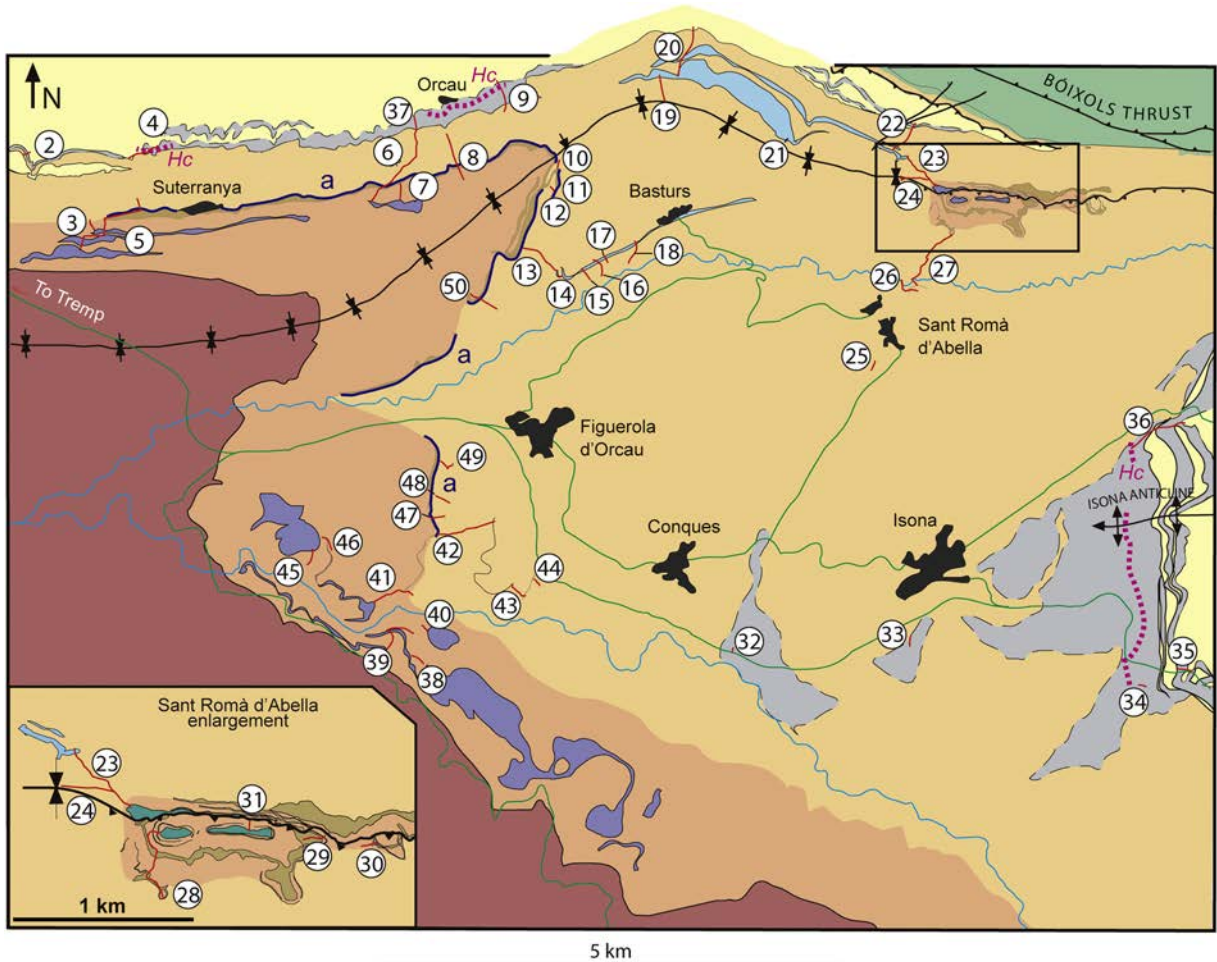 20
Orcau
Hc
9
BÓIXOLS THRUST
N
37
4
19
22
2
Hc
6
8
10
21
23
Suterranya
a
7
11
Basturs
24
3
12
5
17
18
13
To Tremp
50
14
15
16
26
27
Sant Romà
d'Abella
a
25
Figuerola
d'Orcau
36
49
Hc
48
a
ISONA ANTICLINE
47
Conques
Isona
42
46
45
41
44
43
40
32
33
39
35
38
34
Sant Romà d'Abella
enlargement
23
31
24
29
30
28
1 km
5 km